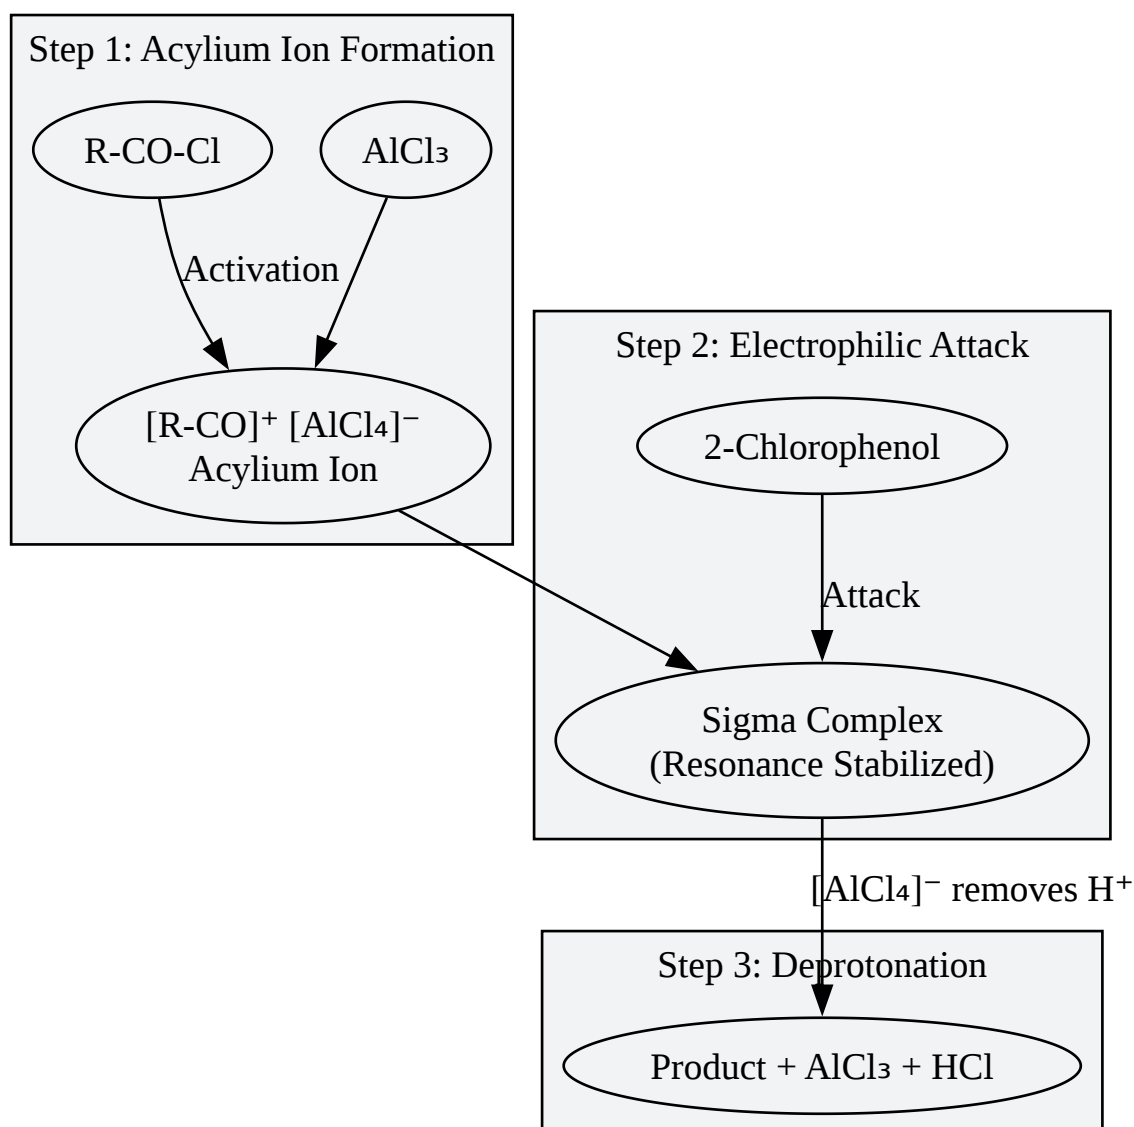 Step 1: Acylium Ion Formation
R-CO-Cl
AlCl₃
Activation
[R-CO]⁺ [AlCl₄]⁻
Acylium Ion
Step 2: Electrophilic Attack
2-Chlorophenol
Attack
Sigma Complex
(Resonance Stabilized)
[AlCl₄]⁻ removes H⁺
Step 3: Deprotonation
Product + AlCl₃ + HCl